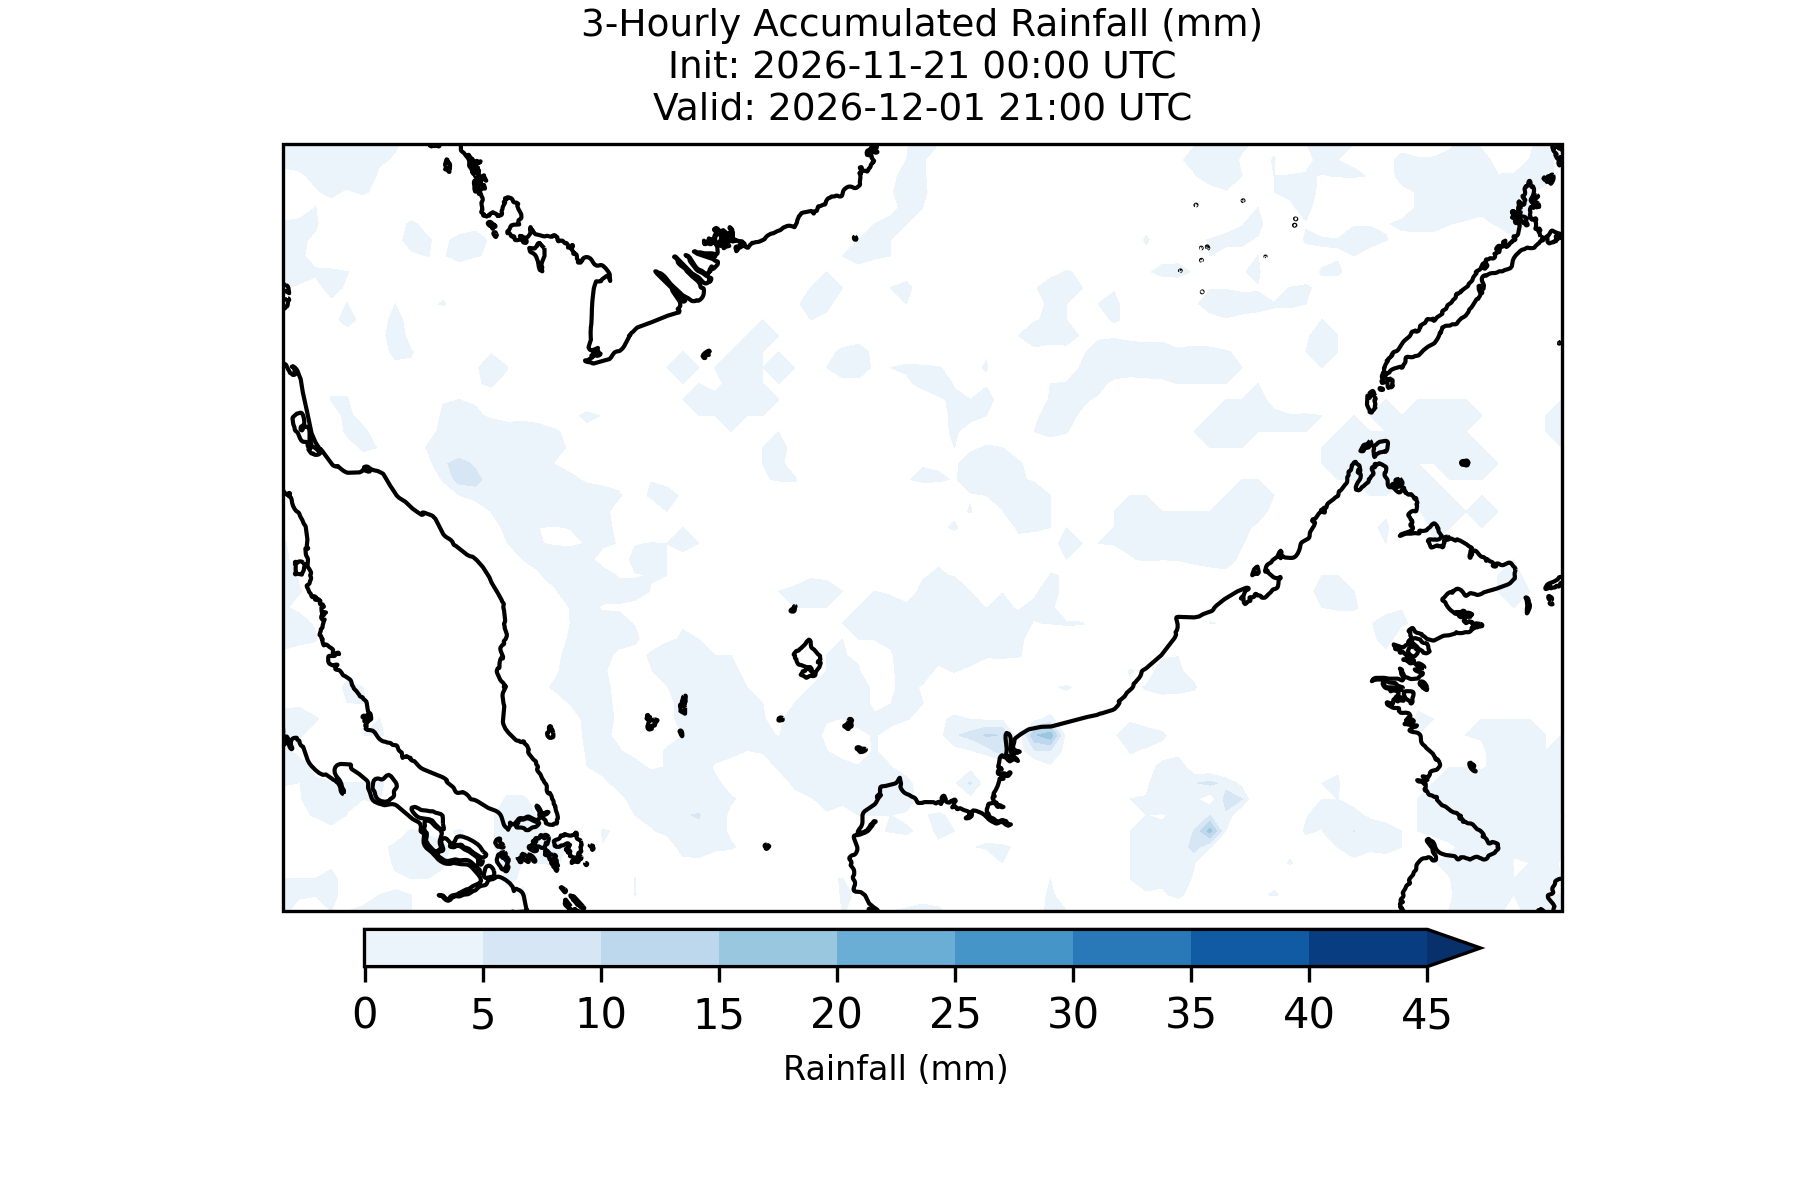 3-Hourly Accumulated Rainfall (mm)
Init: 2026-11-21 00:00 UTC
Valid: 2026-12-01 21:00 UTC
0 5 10 15 20 25 30 35 40 45
Rainfall (mm)